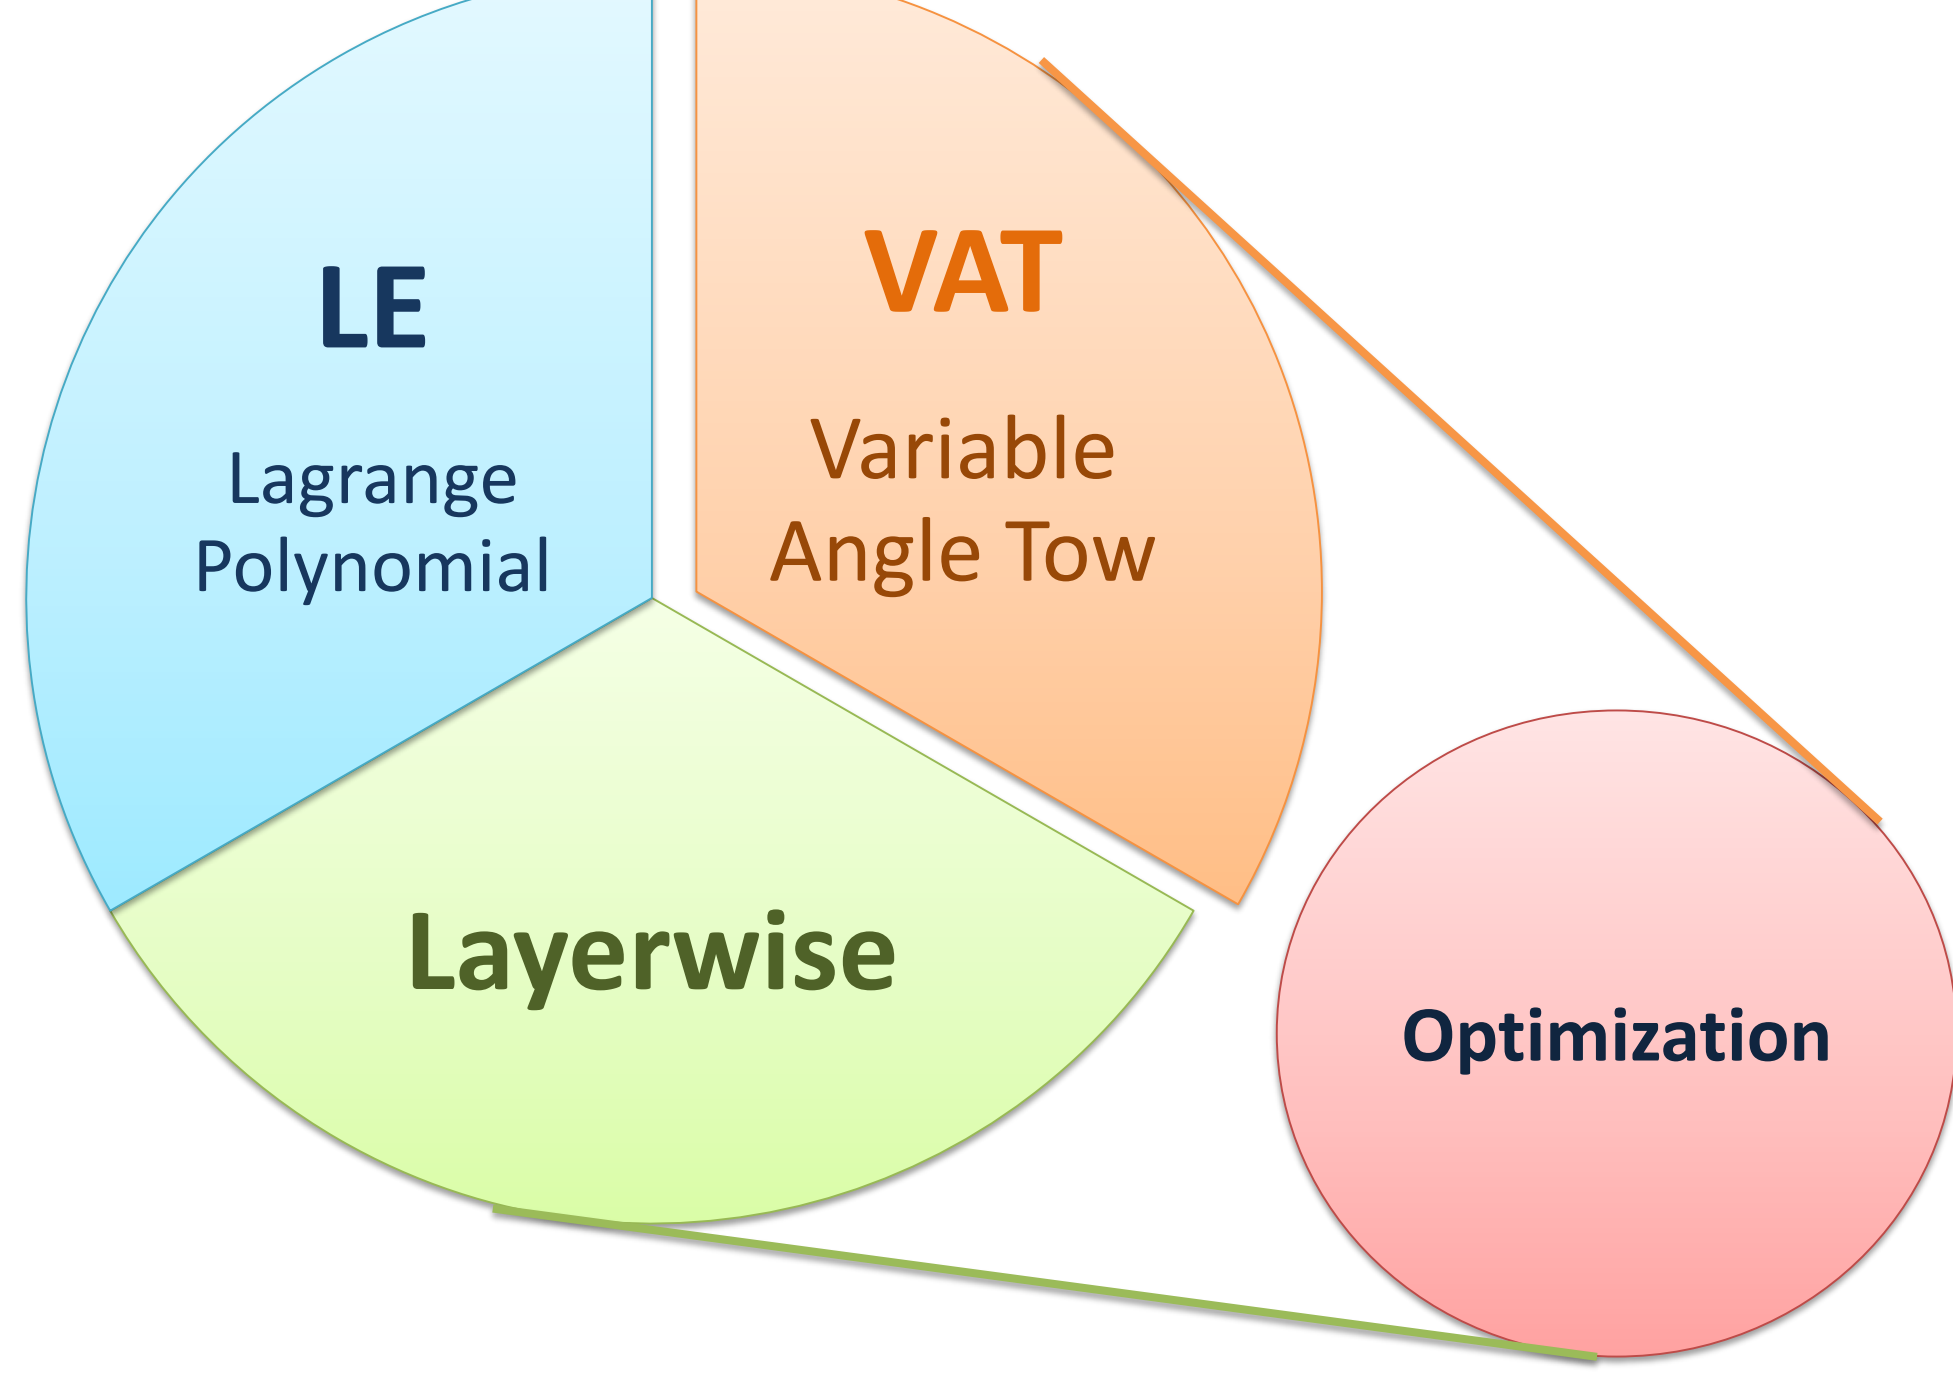 LE
Lagrange
Polynomial
VAT
Variable
Angle Tow
Layerwise
Optimization